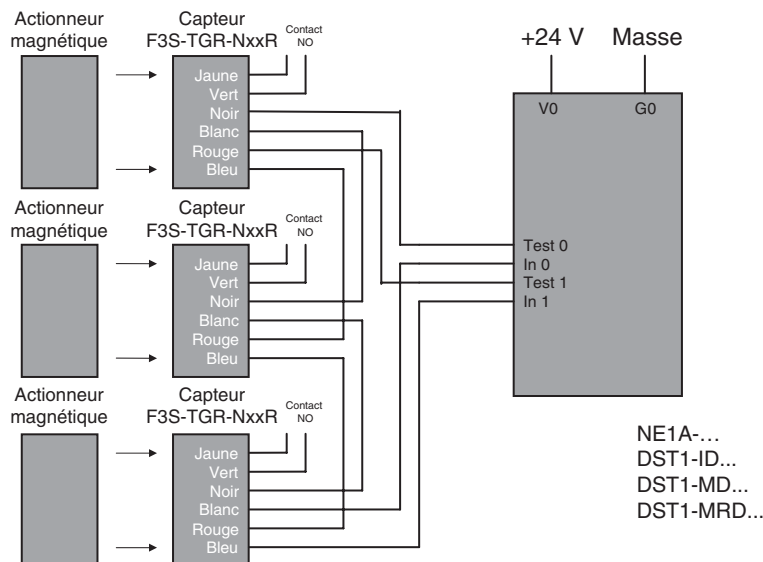 Actionneur
magnétique
Capteur
F3S-TGR-NxxR
Contact
NO
Jaune
Vert
Noir
Blanc
Rouge
Bleu
Actionneur
magnétique
Capteur
F3S-TGR-NxxR
Contact
NO
Jaune
Vert
Noir
Blanc
Rouge
Bleu
Actionneur
magnétique
Capteur
F3S-TGR-NxxR
Contact
NO
Jaune
Vert
Noir
Blanc
Rouge
Bleu
+24 V Masse
V0 G0
Test 0
In 0
Test 1
In 1
NE1A-...
DST1-ID...
DST1-MD...
DST1-MRD...